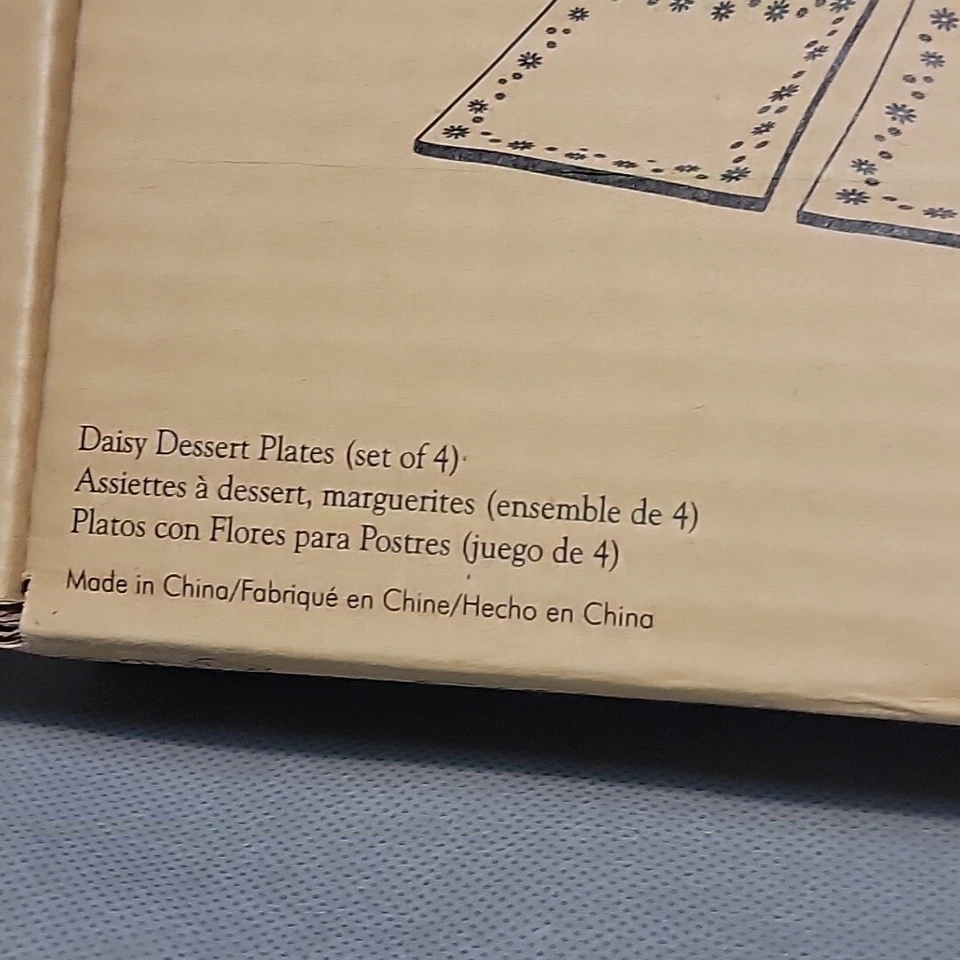 Daisy Dessert Plates (set of 4)
Assiettes à dessert, marguerites (ensemble de 4)
Platos con Flores para Postres (juego de 4)
Made in China/Fabriqué en Chine/Hecho en China